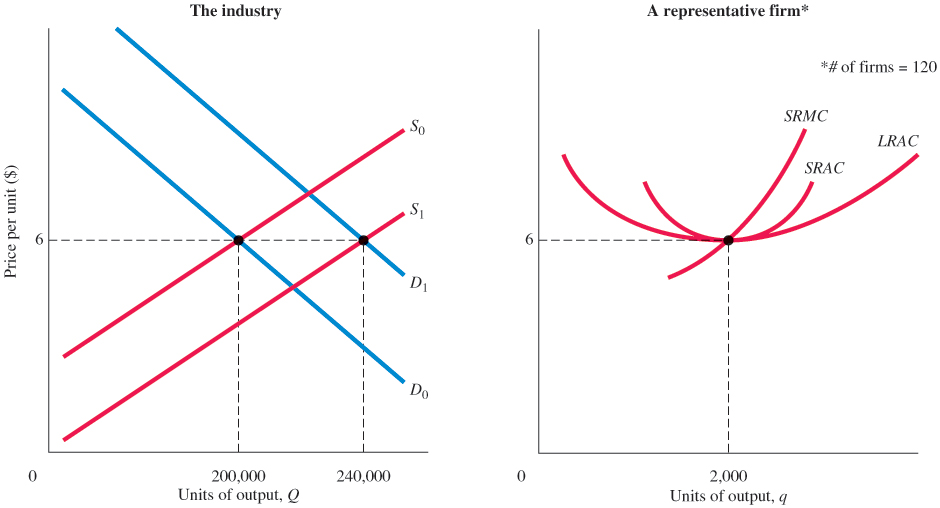 The industry
Price per unit ($)
S0
S1
6
D1
D0
0
200,000
240,000
Units of output, Q
A representative firm*
*# of firms = 120
SRMC
LRAC
SRAC
6
0
2,000
Units of output, q